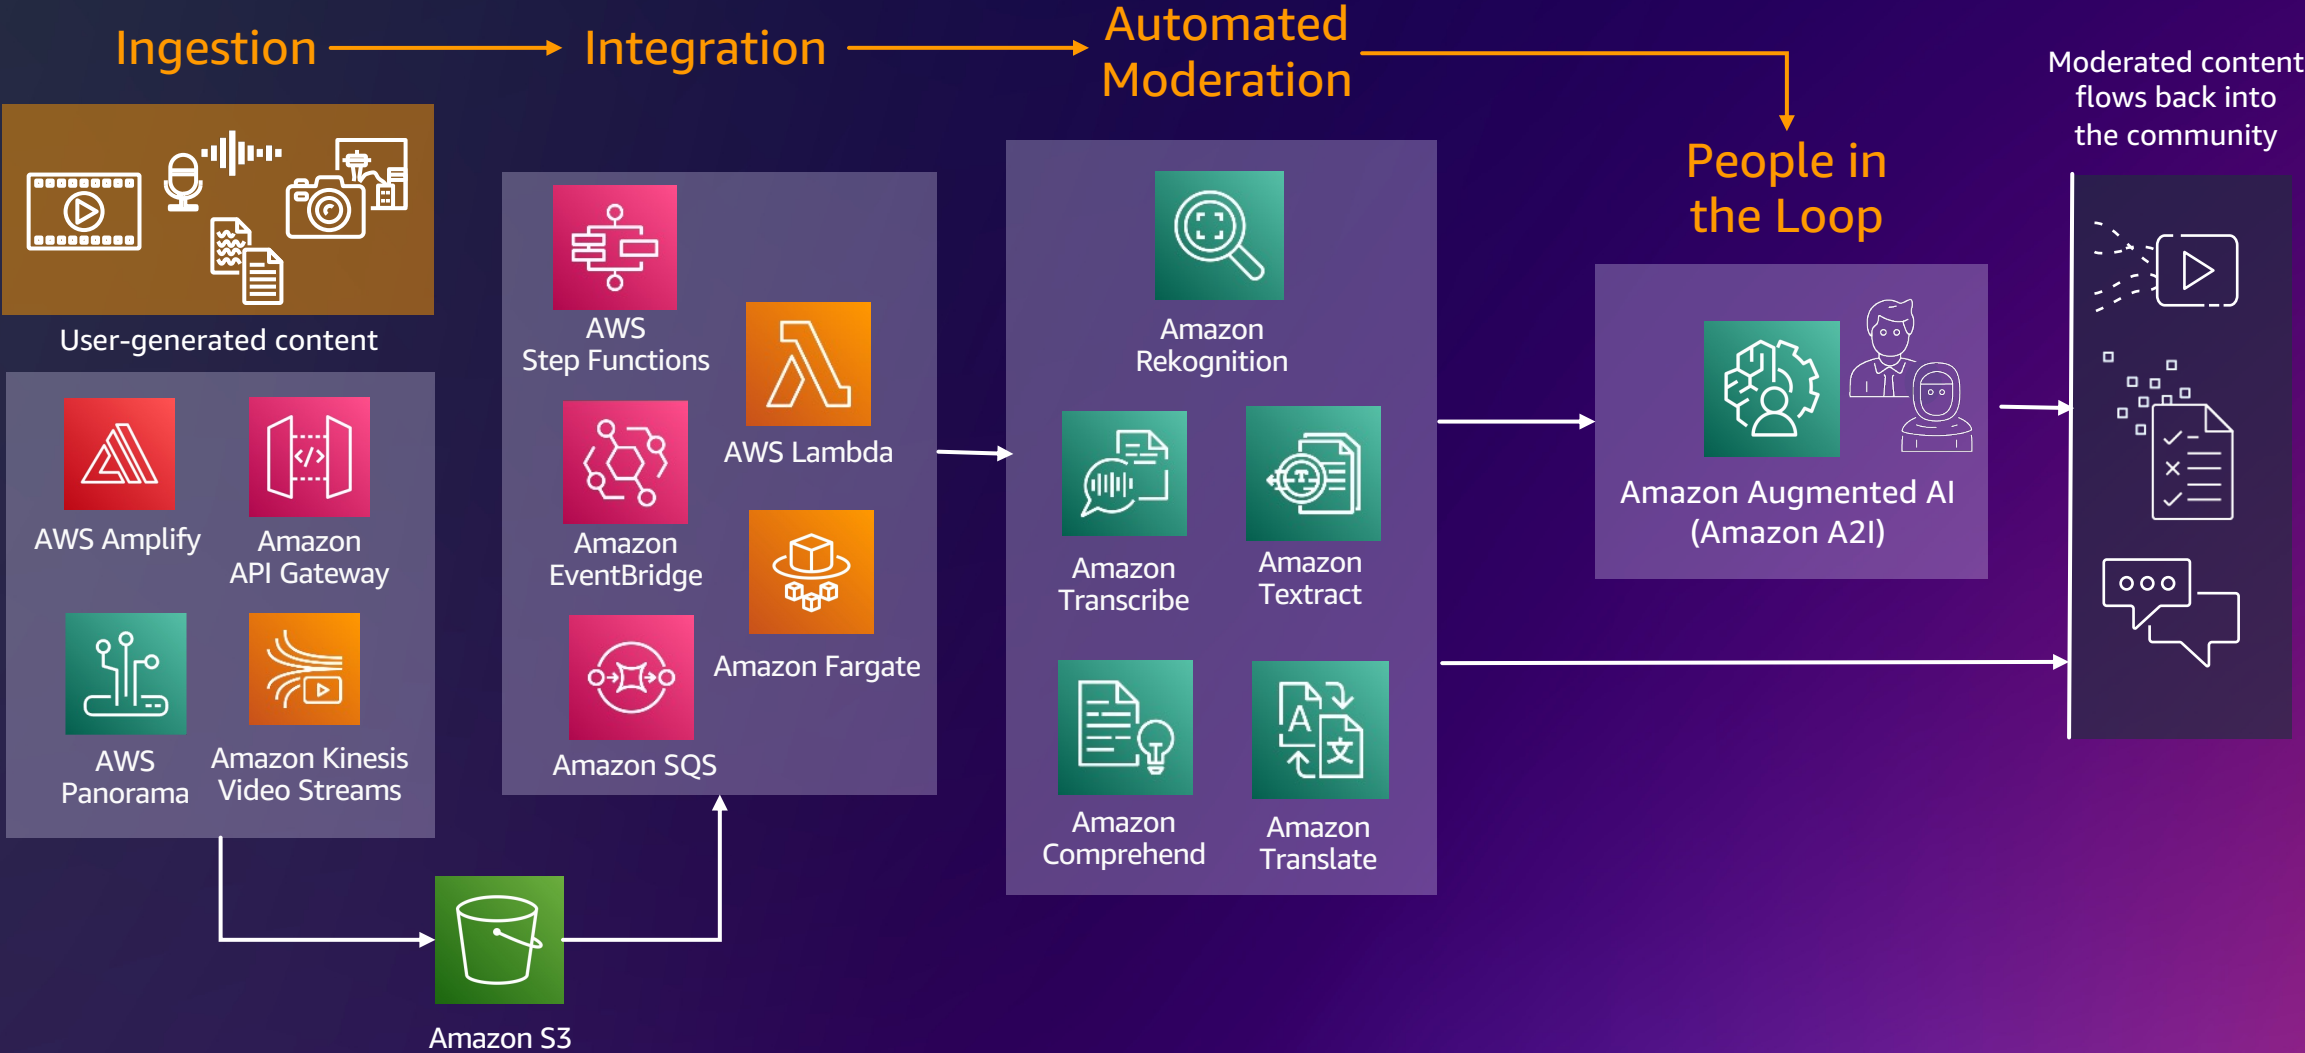 Ingestion
Integration
Automated
Moderation
People in
the Loop
Moderated content
flows back into
the community
User-generated content
AWS Amplify
Amazon
API Gateway
AWS
Panorama
Amazon Kinesis
Video Streams
Amazon S3
AWS
Step Functions
AWS Lambda
Amazon
EventBridge
Amazon Fargate
Amazon SQS
Amazon
Rekognition
Amazon
Transcribe
Amazon
Textract
Amazon
Comprehend
A
文
Amazon
Translate
Amazon Augmented AI
(Amazon A2I)